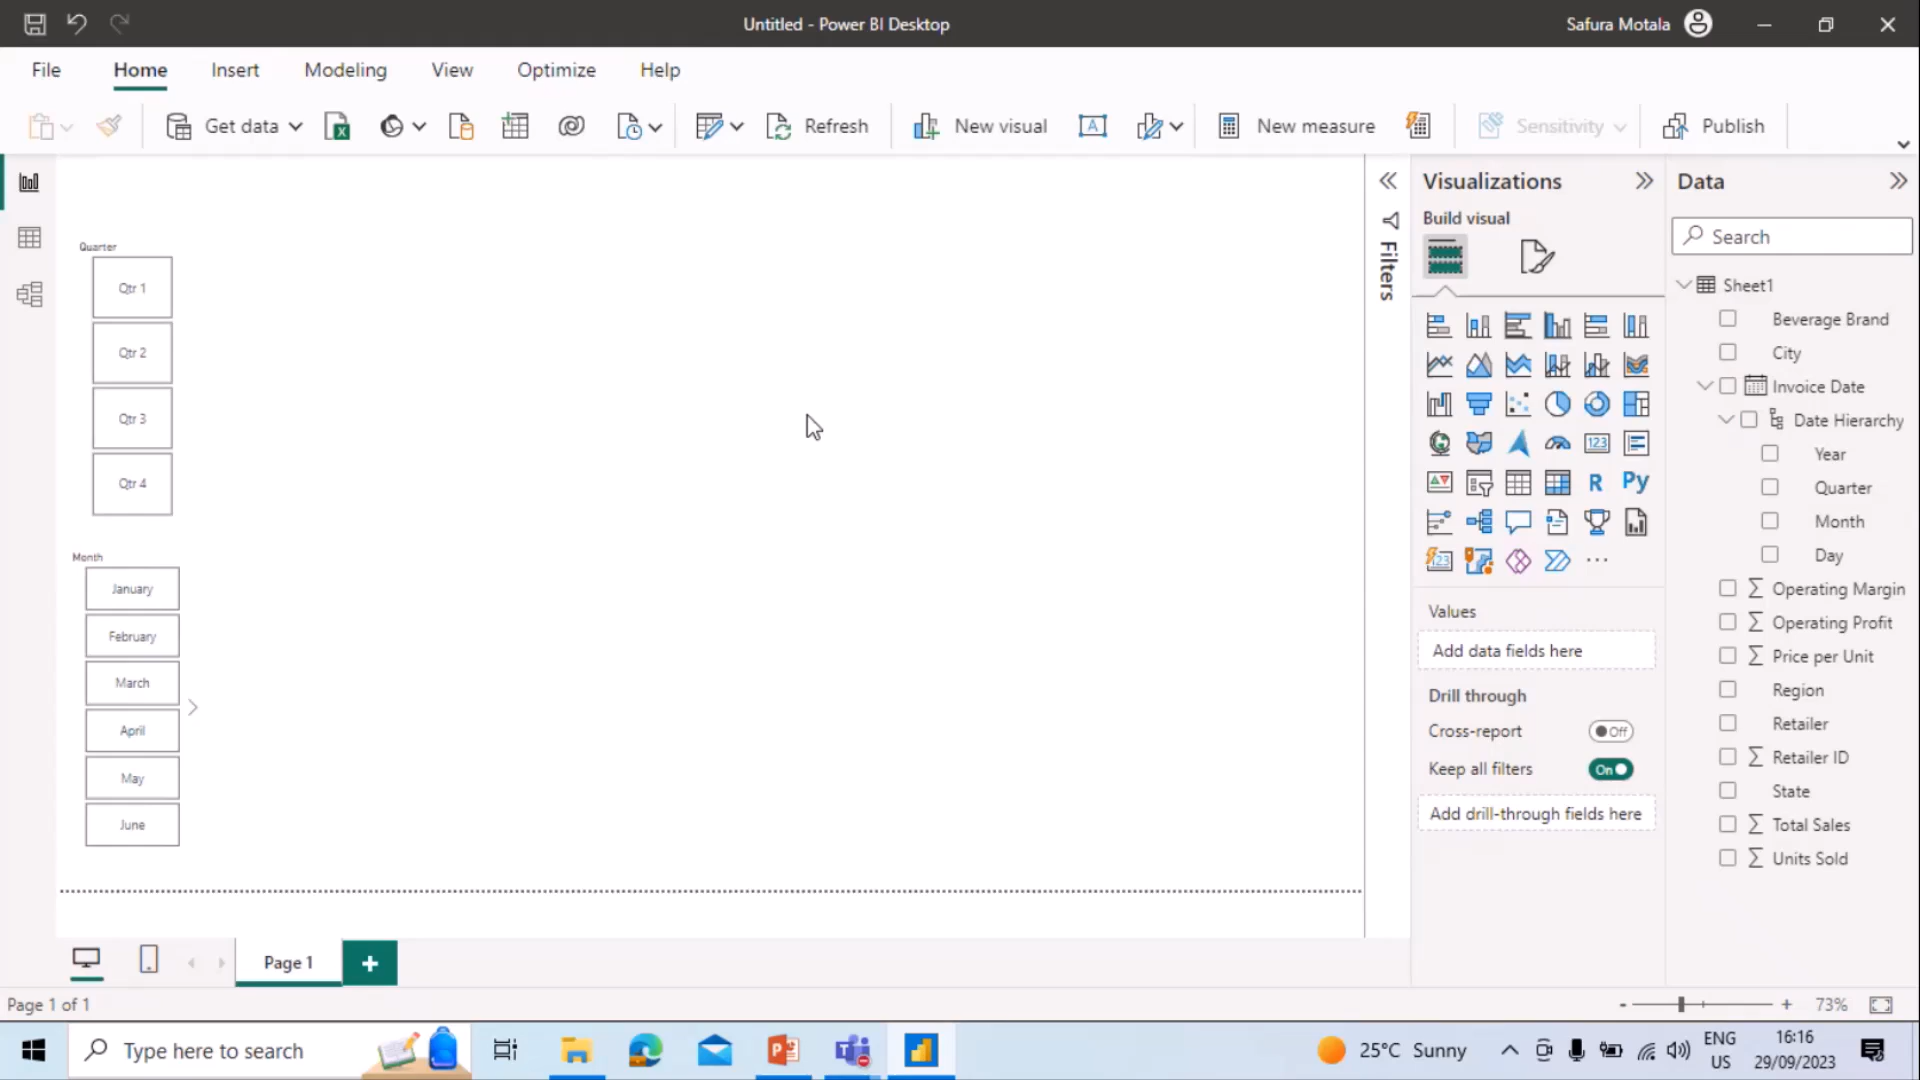 Untitled - Power BI Desktop
Safura Motala
File
Home
Insert
Modeling
View
Optimize
Help
Get data
Refresh
New visual
New measure
Sensitivity
Publish
Quarter
Qtr 1
Qtr 2
Qtr 3
Qtr 4
Month
January
February
March
April
May
June
Filters
Visualizations
Build visual
123
R
Py
123
Values
Add data fields here
Drill through
Cross-report
Off
Keep all filters
On
Add drill-through fields here
Data
Search
Sheet1
Beverage Brand
City
Invoice Date
Date Hierarchy
Year
Quarter
Month
Day
Operating Margin
Operating Profit
Price per Unit
Region
Retailer
Retailer ID
State
Total Sales
Units Sold
Page 1
Page 1 of 1
73%
Type here to search
25°C Sunny
ENG
US
16:16
29/09/2023